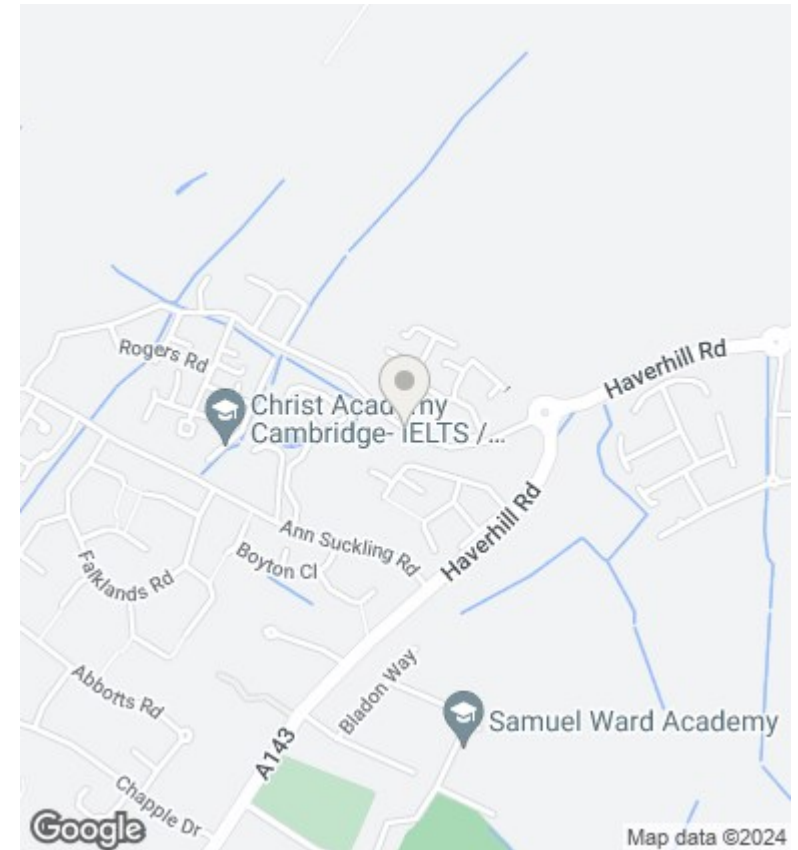 Rogers Rd
Haverhill Rd
Christ Academy
Cambridge- IELTS /...
Ann Suckling Rd
Haverhill Rd
Boyton Cl
Falklands Rd
Bladon Way
Abbotts Rd
Samuel Ward Academy
A143
Chapple Dr
Google
Map data ©2024